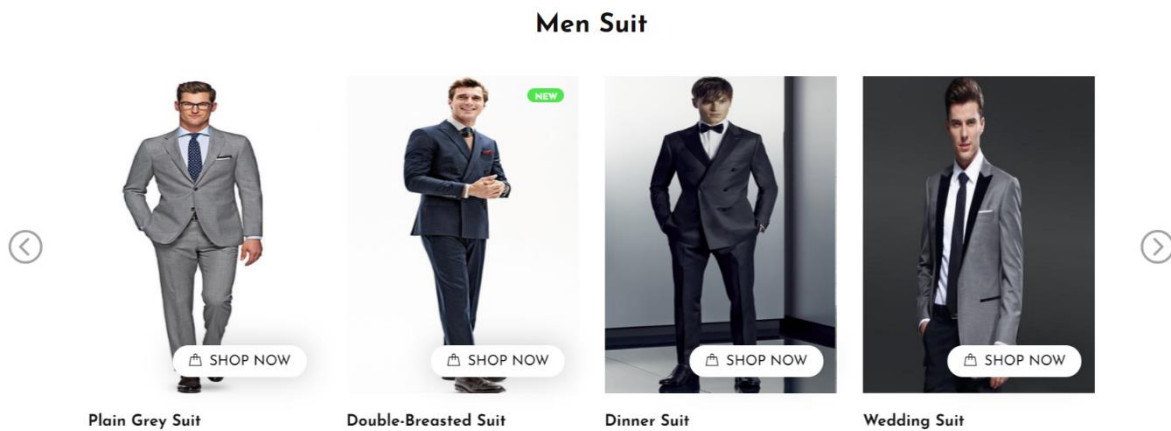 Men Suit
NEW
SHOP NOW
SHOP NOW
SHOP NOW
SHOP NOW
Plain Grey Suit
Double-Breasted Suit
Dinner Suit
Wedding Suit